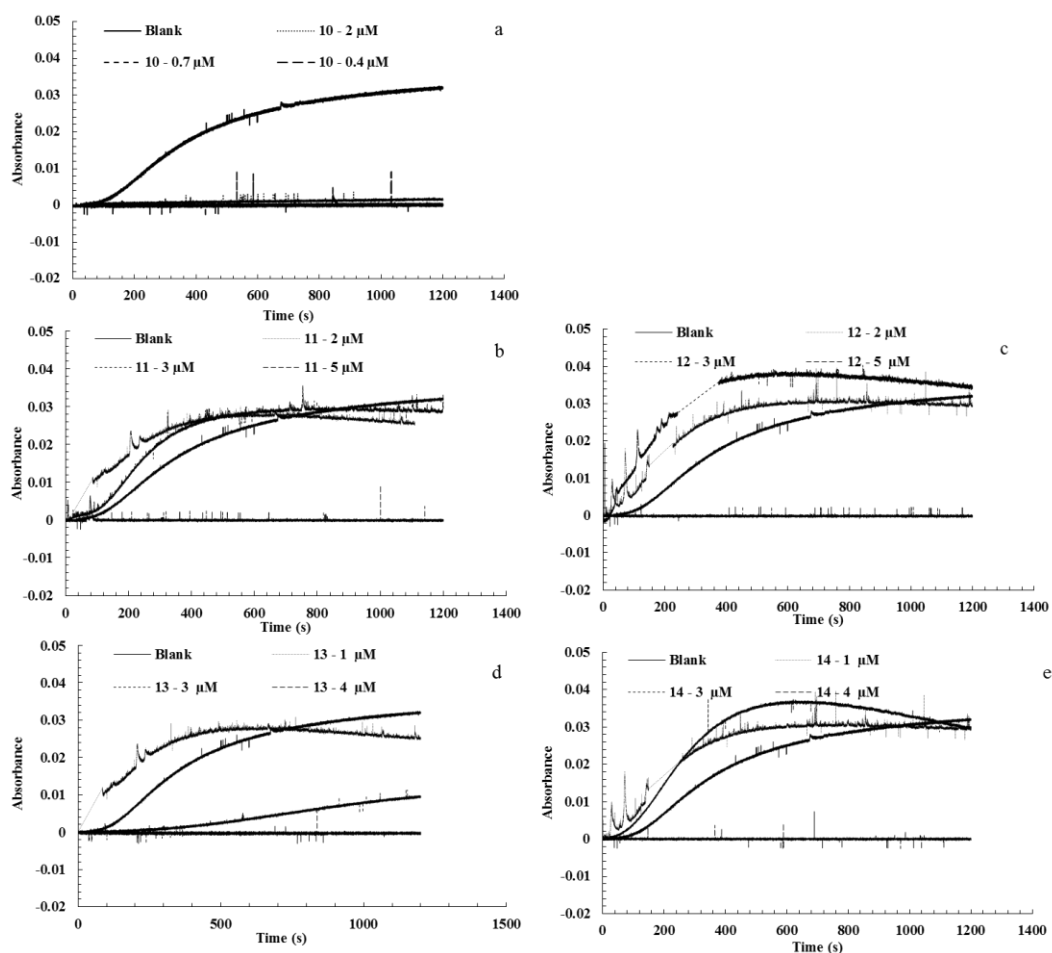 Blank 10 - 2 µM
10 - 0.7 µM 10 - 0.4 µM
a
Absorbance
0.05
0.04
0.03
0.02
0.01
0
-0.01
-0.02
0 200 400 600 800 1000 1200 1400
Time (s)
Blank 11 - 2 µM
11 - 3 µM 11 - 5 µM
b
Absorbance
0.05
0.04
0.03
0.02
0.01
0
-0.01
-0.02
0 200 400 600 800 1000 1200 1400
Time (s)
Blank 12 - 2 µM
12 - 3 µM 12 - 5 µM
c
Absorbance
0.05
0.04
0.03
0.02
0.01
0
-0.01
-0.02
0 200 400 600 800 1000 1200 1400
Time (s)
Blank 13 - 1 µM
13 - 3 µM 13 - 4 µM
d
Absorbance
0.05
0.04
0.03
0.02
0.01
0
-0.01
-0.02
0 500 1000 1500
Time (s)
Blank 14 - 1 µM
14 - 3 µM 14 - 4 µM
e
Absorbance
0.05
0.04
0.03
0.02
0.01
0
-0.01
-0.02
0 200 400 600 800 1000 1200 1400
Time (s)